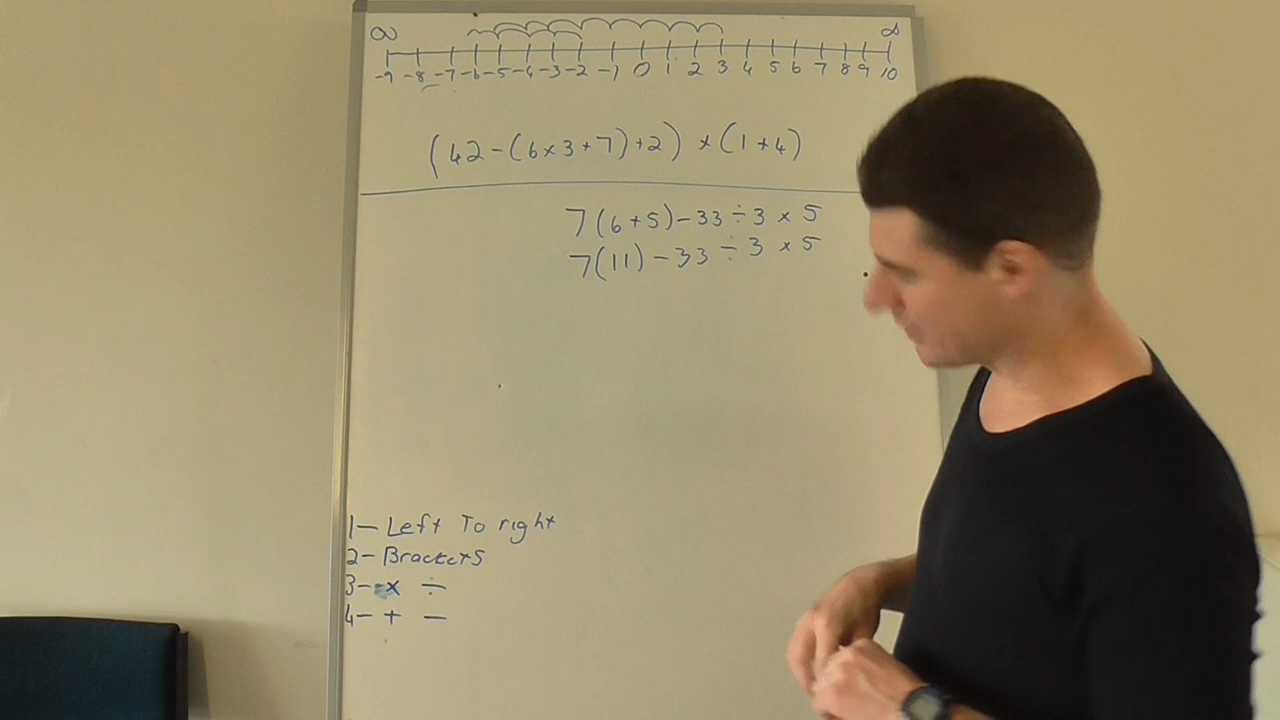 ∞ ∞
-9 -8 -7 -6 -5 -4 -3 -2 -1 0 1 2 3 4 5 6 7 8 9 10
(42-(6×3+7)+2) ×(1+4)
7(6+5)-33÷3×5
7(11)-33÷3×5
1- Left To right
2- Brackets
3- × ÷
4- + -